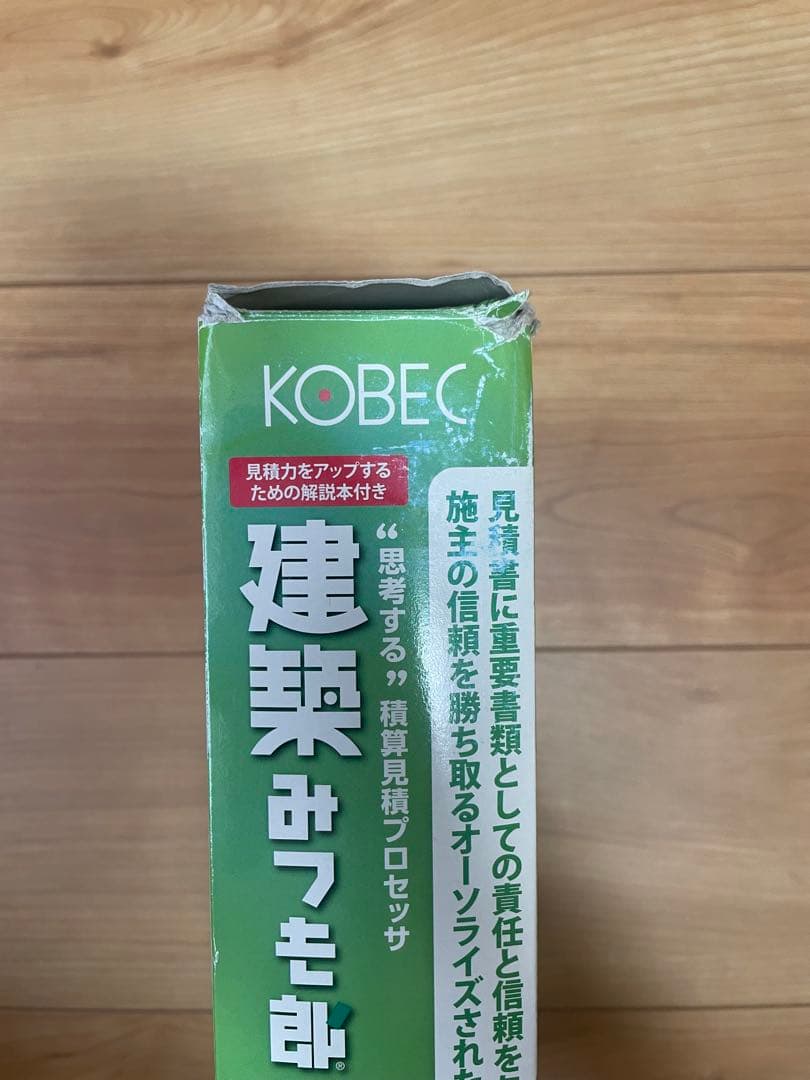 KOBEC
見積力をアップする
ための解説本付き
建築みつも郎®
“思考する”積算見積プロセッサ
見積書に重要書類としての責任と信頼を
施主の信頼を勝ち取るオーソライズされた